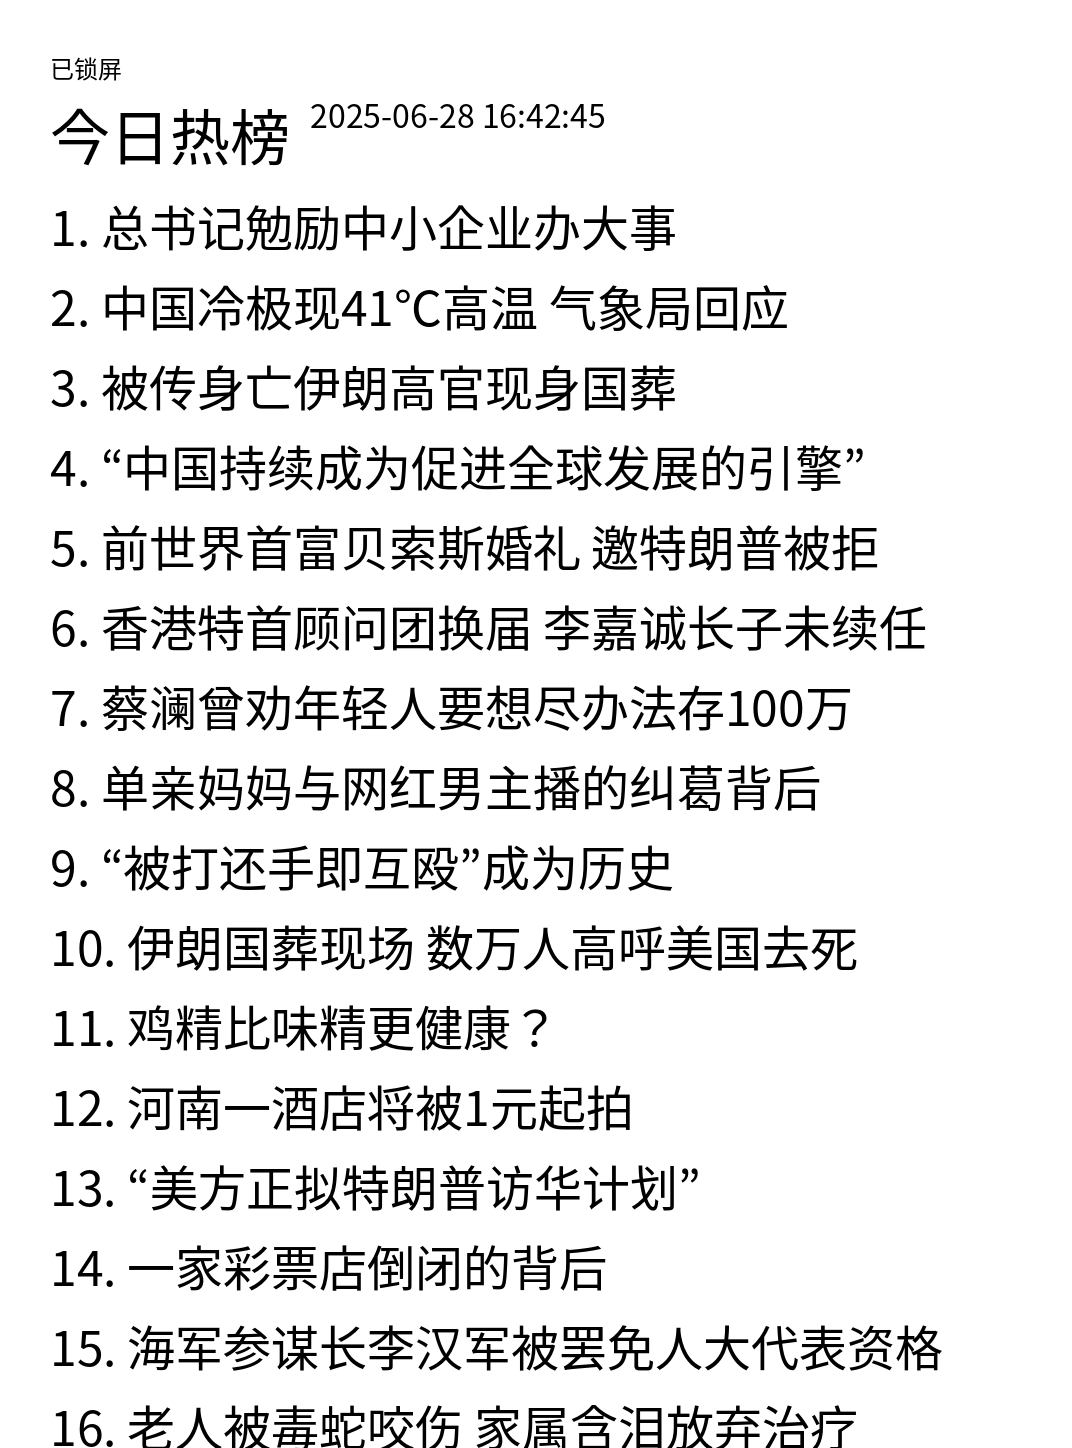 已锁屏
今日热榜 2025-06-28 16:42:45
1. 总书记勉励中小企业办大事
2. 中国冷极现41℃高温 气象局回应
3. 被传身亡伊朗高官现身国葬
4. “中国持续成为促进全球发展的引擎”
5. 前世界首富贝索斯婚礼 邀特朗普被拒
6. 香港特首顾问团换届 李嘉诚长子未续任
7. 蔡澜曾劝年轻人要想尽办法存100万
8. 单亲妈妈与网红男主播的纠葛背后
9. “被打还手即互殴”成为历史
10. 伊朗国葬现场 数万人高呼美国去死
11. 鸡精比味精更健康？
12. 河南一酒店将被1元起拍
13. “美方正拟特朗普访华计划”
14. 一家彩票店倒闭的背后
15. 海军参谋长李汉军被罢免人大代表资格
16. 老人被毒蛇咬伤 家属含泪放弃治疗